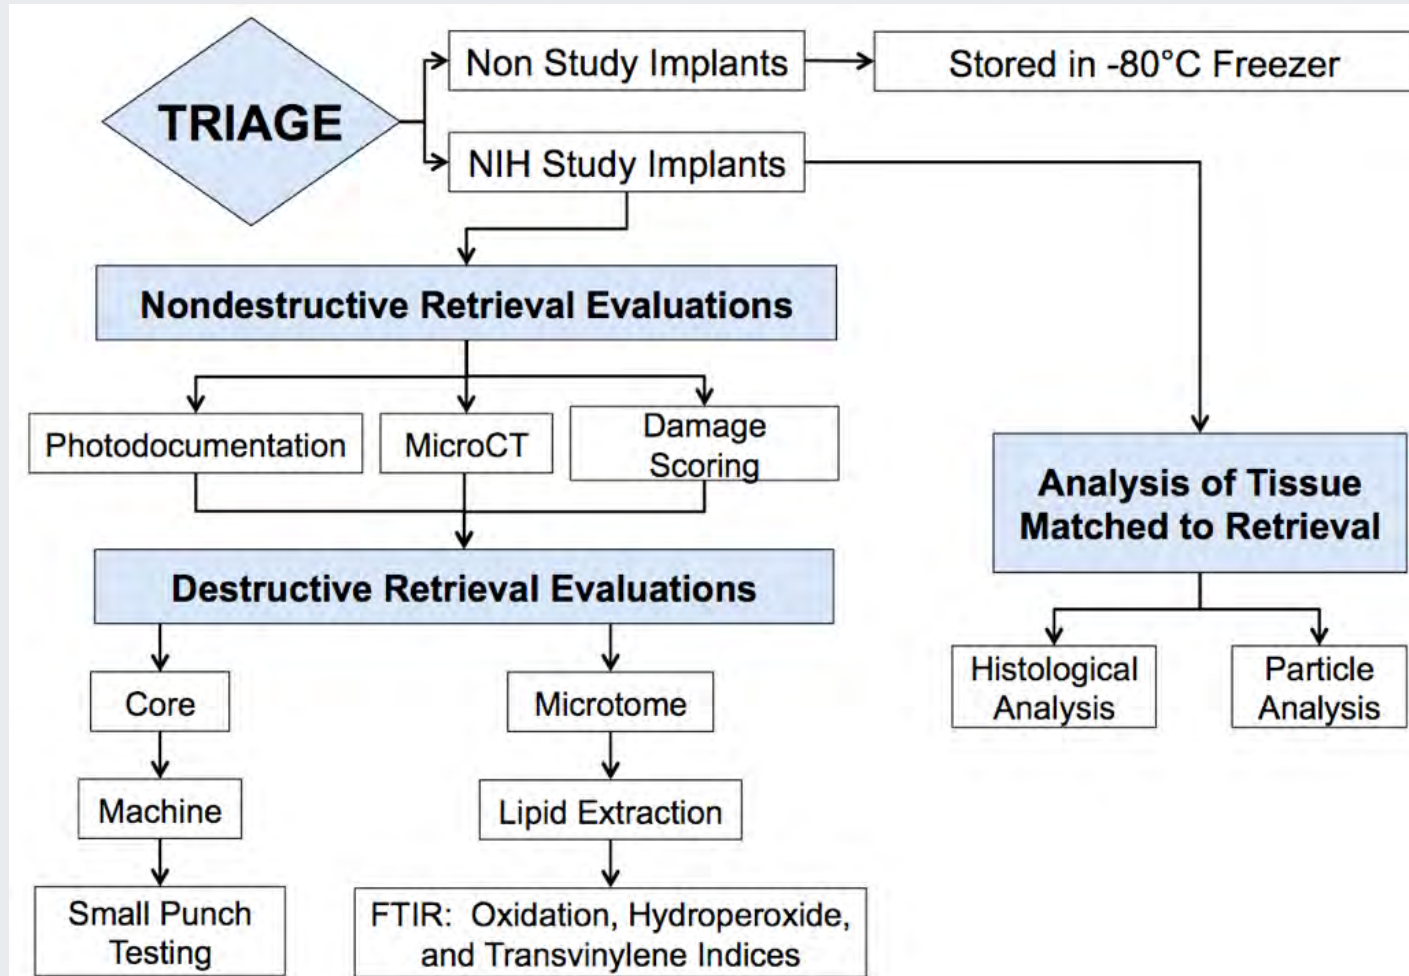 TRIAGE
Non Study Implants
Stored in -80°C Freezer
NIH Study Implants
Nondestructive Retrieval Evaluations
Photodocumentation
MicroCT
Damage
Scoring
Destructive Retrieval Evaluations
Core
Machine
Small Punch
Testing
Microtome
Lipid Extraction
FTIR: Oxidation, Hydroperoxide,
and Transvinylene Indices
Analysis of Tissue
Matched to Retrieval
Histological
Analysis
Particle
Analysis